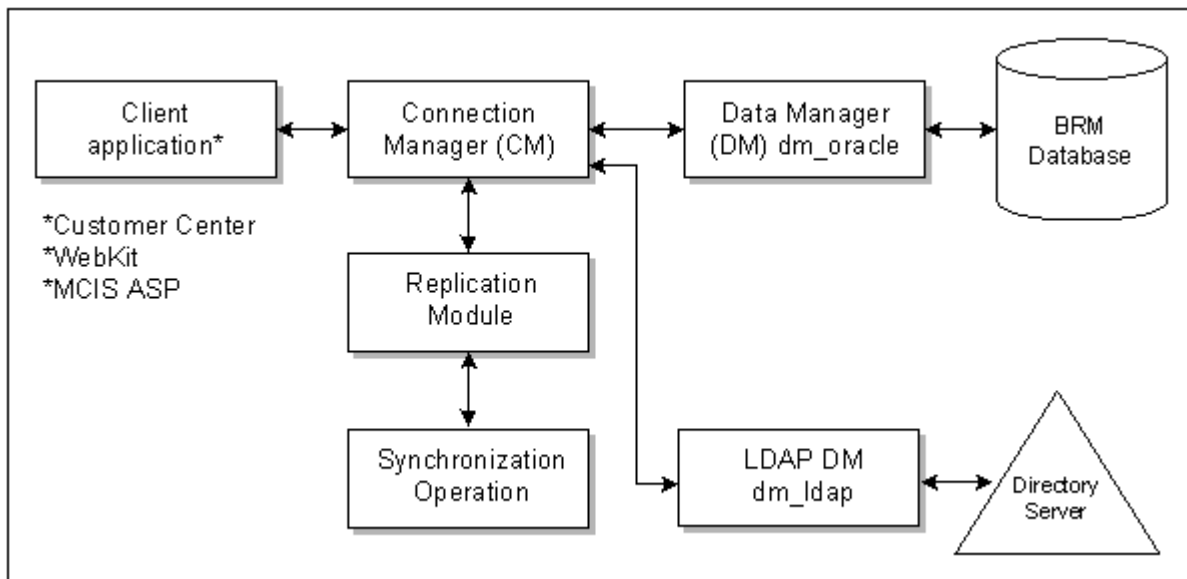 Client
application*
Connection
Manager (CM)
Data Manager
(DM) dm_oracle
BRM
Database
*Customer Center
*WebKit
*MCIS ASP
Replication
Module
Synchronization
Operation
LDAP DM
dm_ldap
Directory
Server